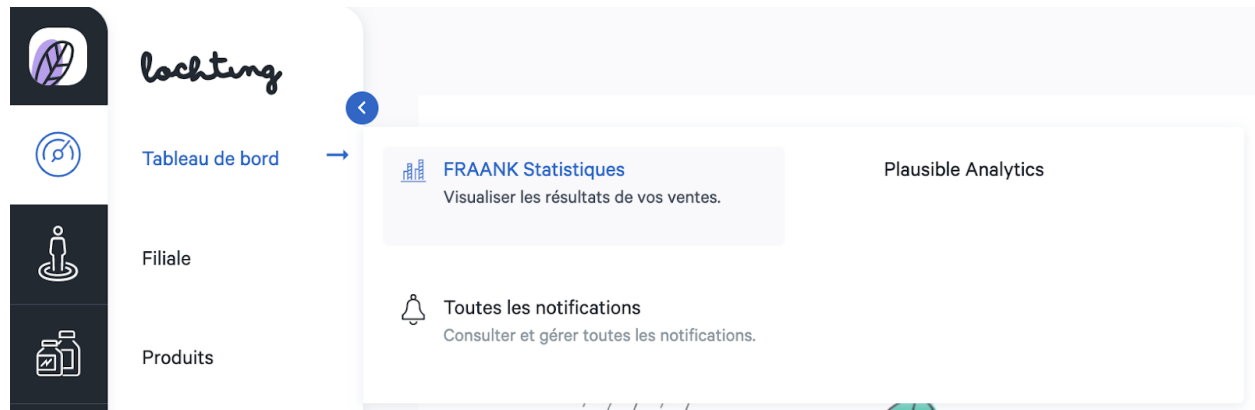 lochting
Tableau de bord
FRAANK Statistiques
Visualiser les résultats de vos ventes.
Plausible Analytics
Filiale
Toutes les notifications
Consulter et gérer toutes les notifications.
Produits